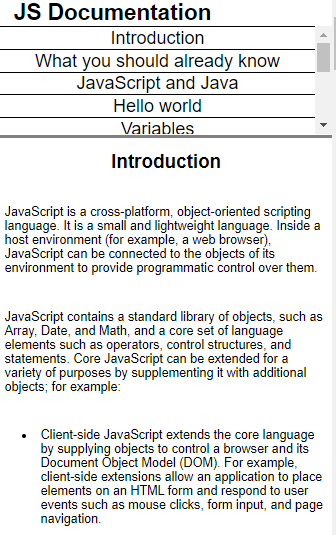 JS Documentation
Introduction
What you should already know
JavaScript and Java
Hello world
Variables
Introduction
JavaScript is a cross-platform, object-oriented scripting
language. It is a small and lightweight language. Inside a
host environment (for example, a web browser),
JavaScript can be connected to the objects of its
environment to provide programmatic control over them.
JavaScript contains a standard library of objects, such as
Array, Date, and Math, and a core set of language
elements such as operators, control structures, and
statements. Core JavaScript can be extended for a
variety of purposes by supplementing it with additional
objects; for example:
• Client-side JavaScript extends the core language
by supplying objects to control a browser and its
Document Object Model (DOM). For example,
client-side extensions allow an application to place
elements on an HTML form and respond to user
events such as mouse clicks, form input, and page
navigation.